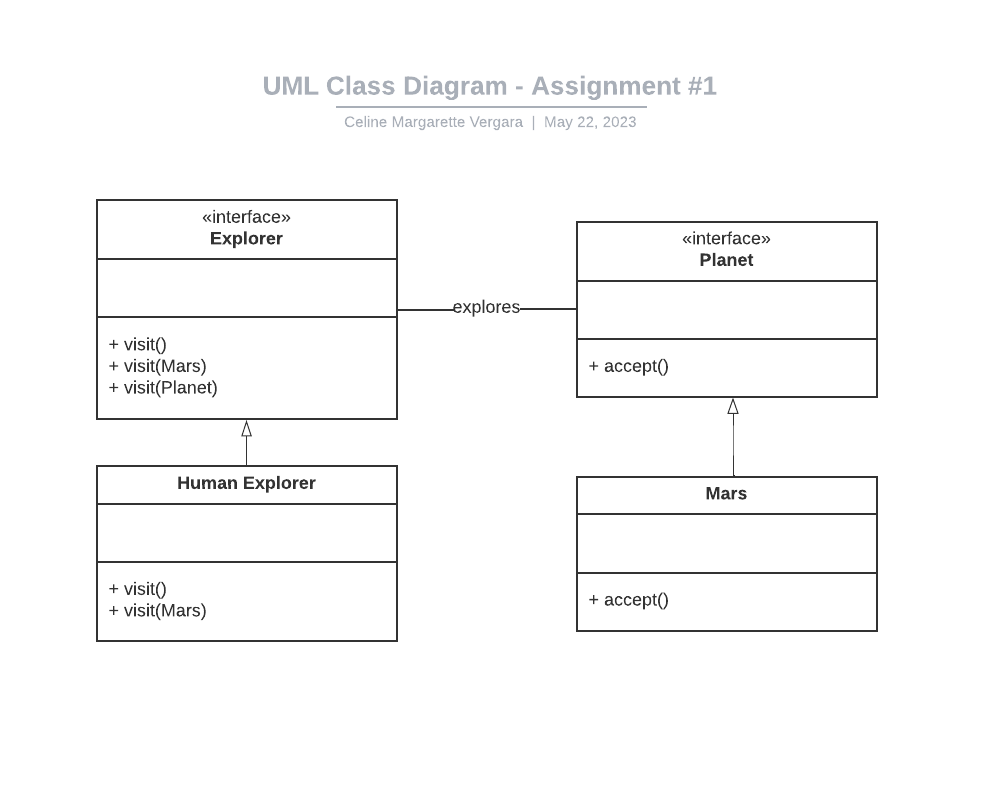 UML Class Diagram - Assignment #1
Celine Margarette Vergara | May 22, 2023
«interface»
Explorer
+ visit()
+ visit(Mars)
+ visit(Planet)
explores
«interface»
Planet
+ accept()
Human Explorer
+ visit()
+ visit(Mars)
Mars
+ accept()